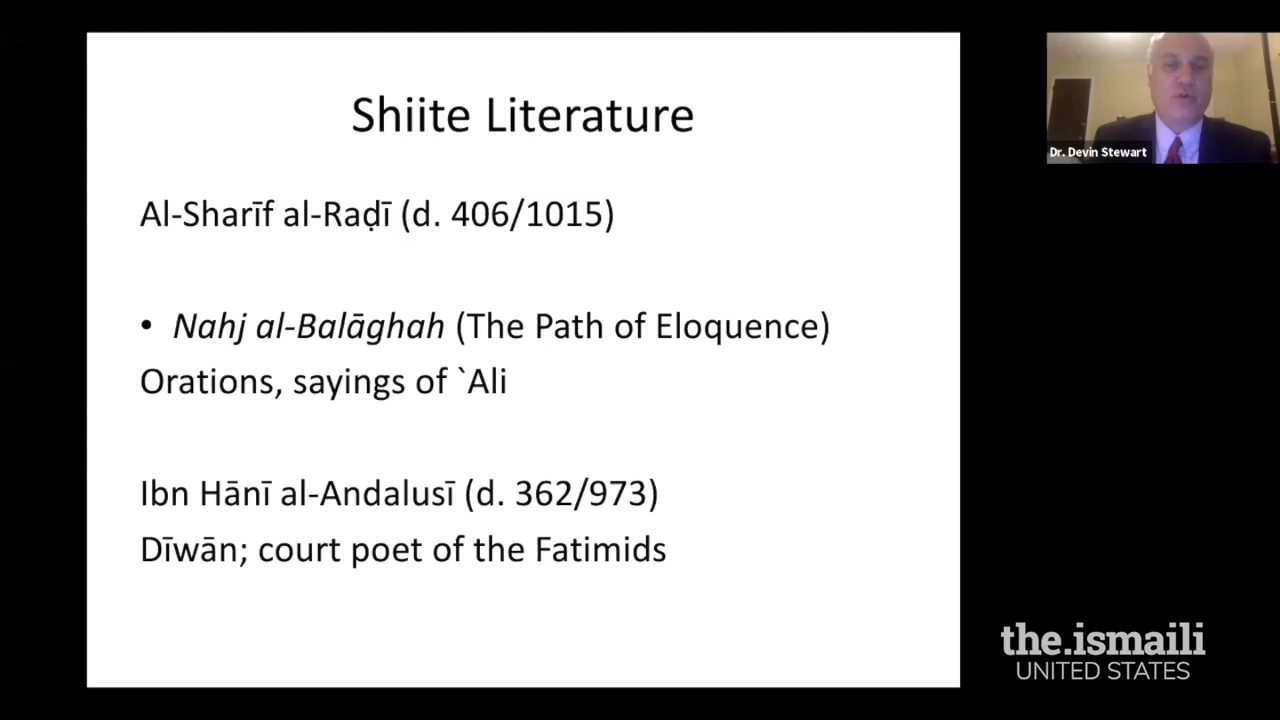 Shiite Literature
Al-Sharīf al-Raḍī (d. 406/1015)
• Nahj al-Balāghah (The Path of Eloquence)
Orations, sayings of `Ali
Ibn Hānī al-Andalusī (d. 362/973)
Dīwān; court poet of the Fatimids
Dr. Devin Stewart
the.ismaili
UNITED STATES